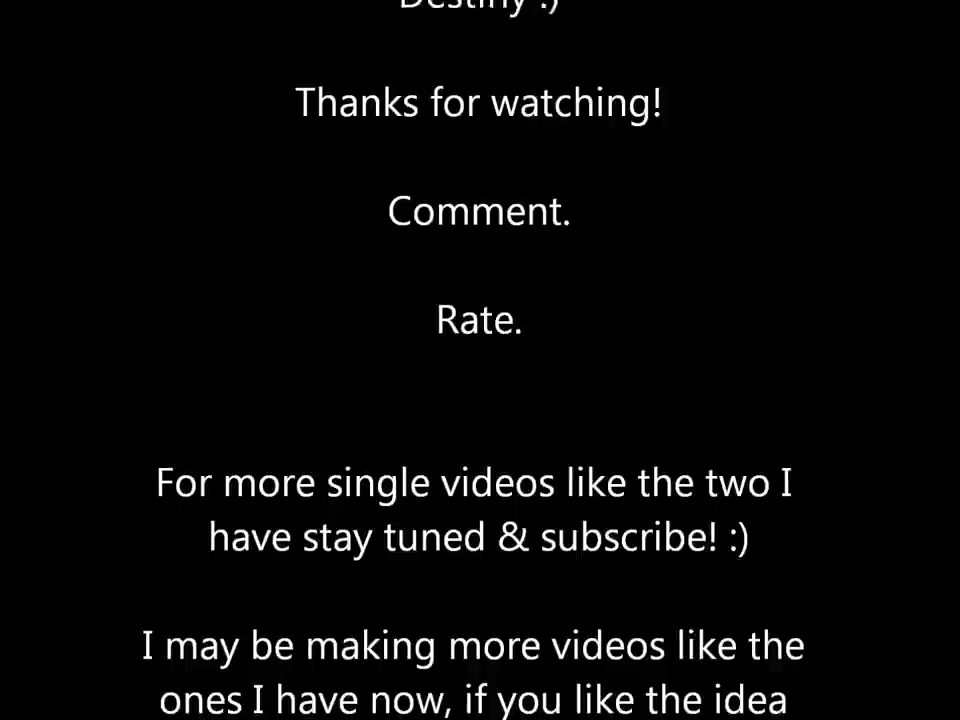 Destiny :)
Thanks for watching!
Comment.
Rate.
For more single videos like the two I
have stay tuned & subscribe! :)
I may be making more videos like the
ones I have now, if you like the idea